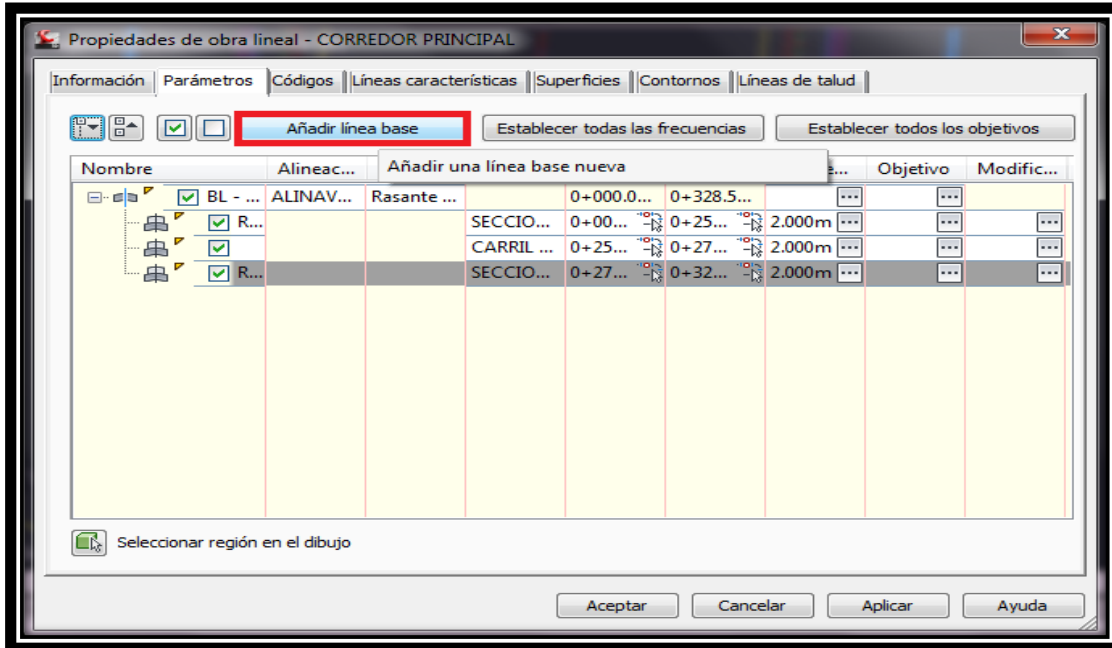 Propiedades de obra lineal - CORREDOR PRINCIPAL
Información Parámetros Códigos Líneas características Superficies Contornos Líneas de talud
Añadir línea base Establecer todas las frecuencias Establecer todos los objetivos
Nombre Alineac... Añadir una línea base nueva Objetivo Modific...
BL - ... ALINAV... Rasante ... 0+000.0... 0+328.5... ... ...
R... SECCIO... 0+00... 0+25... 2.000m ... ... ...
CARRIL ... 0+25... 0+27... 2.000m ... ... ...
R... SECCIO... 0+27... 0+32... 2.000m ... ... ...
Seleccionar región en el dibujo
Aceptar Cancelar Aplicar Ayuda